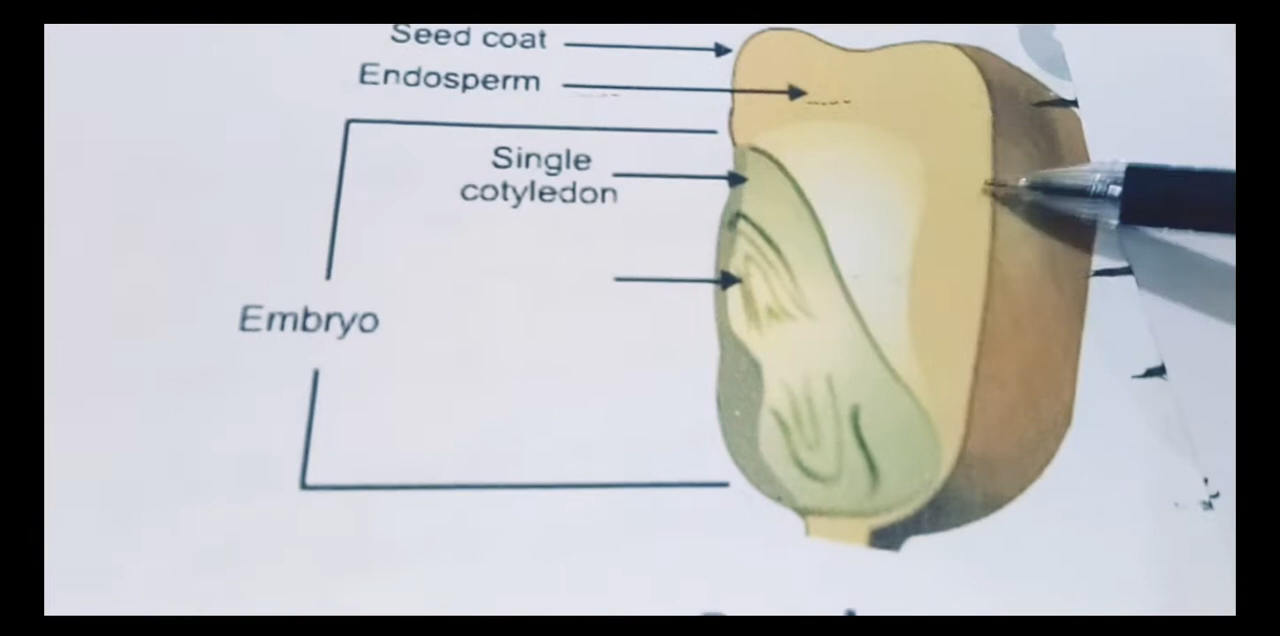 Seed coat
Endosperm
Single
cotyledon
Embryo